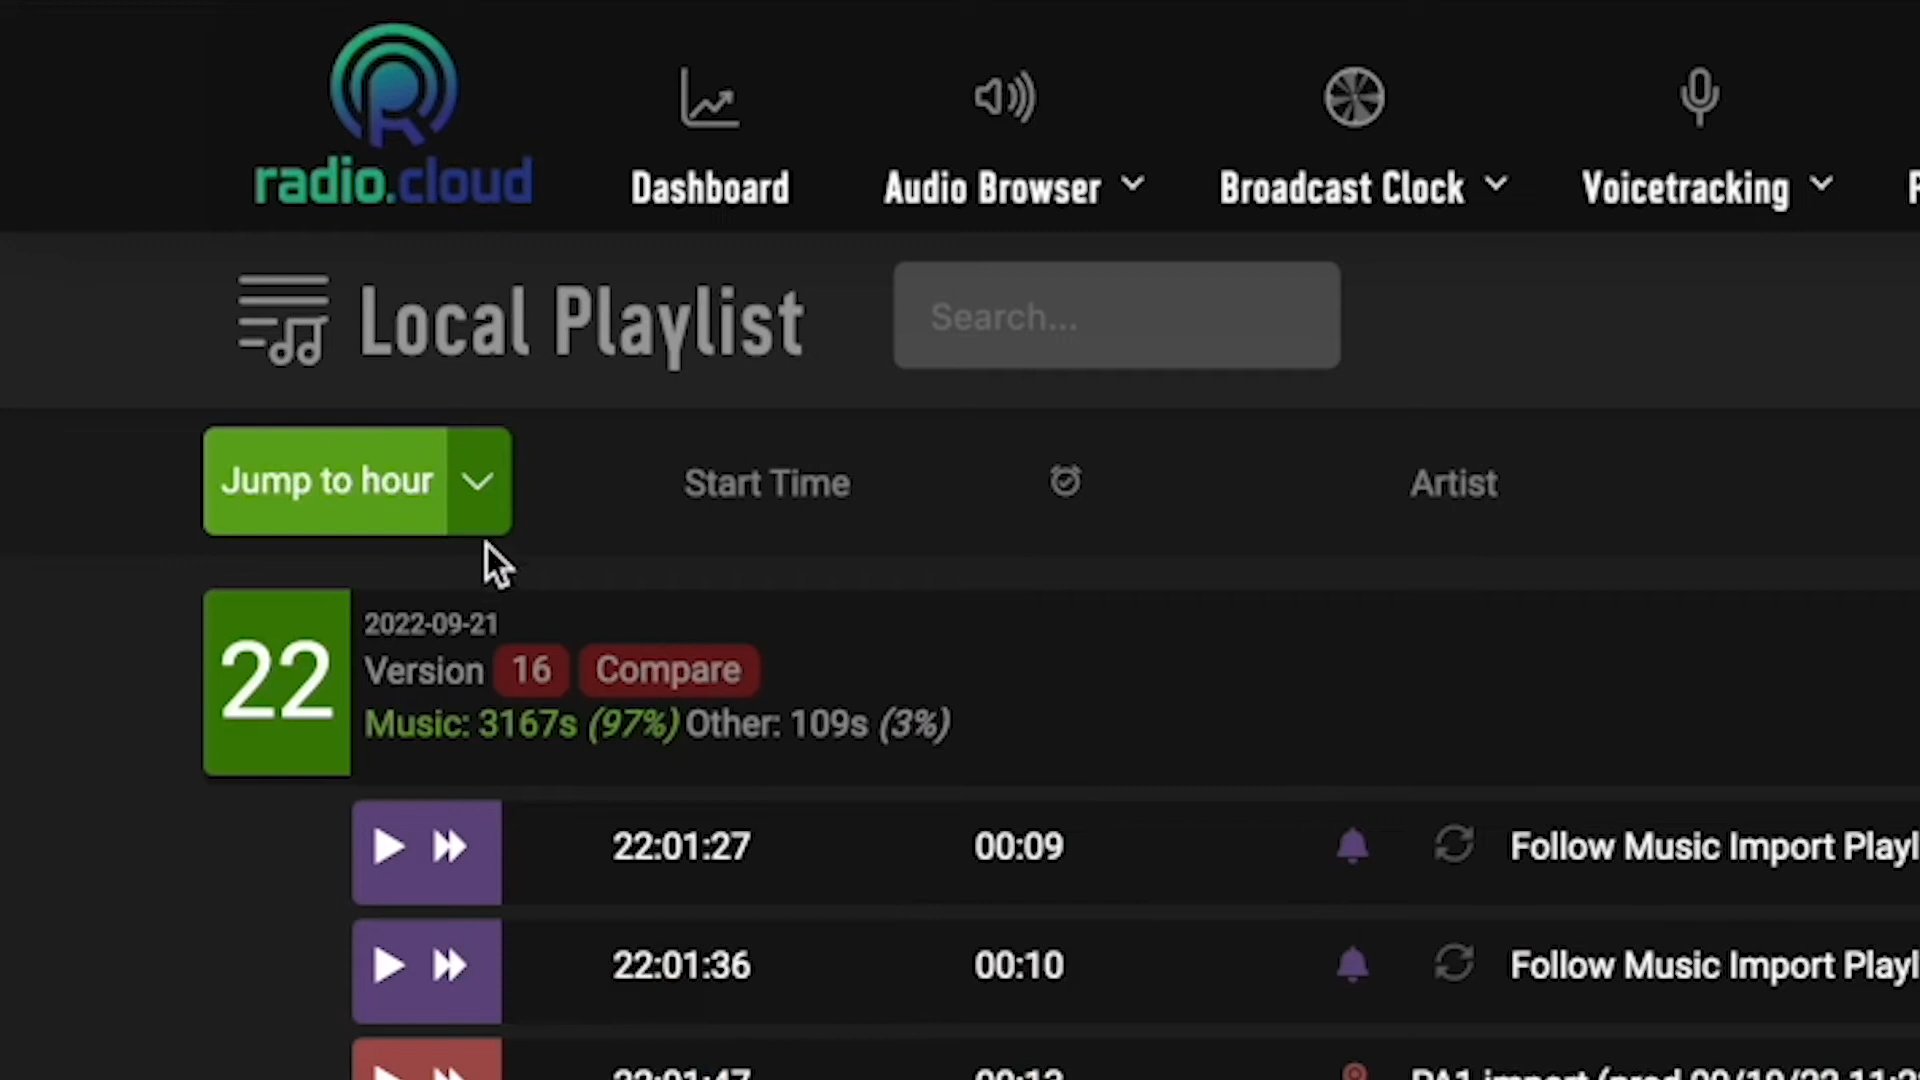 radio.cloud
Dashboard
Audio Browser
Broadcast Clock
Voicetracking
Local Playlist
Search...
Jump to hour
Start Time
Artist
22
2022-09-21
Version 16 Compare
Music: 3167s (97%) Other: 109s (3%)
22:01:27 00:09 Follow Music Import Playl
22:01:36 00:10 Follow Music Import Playl